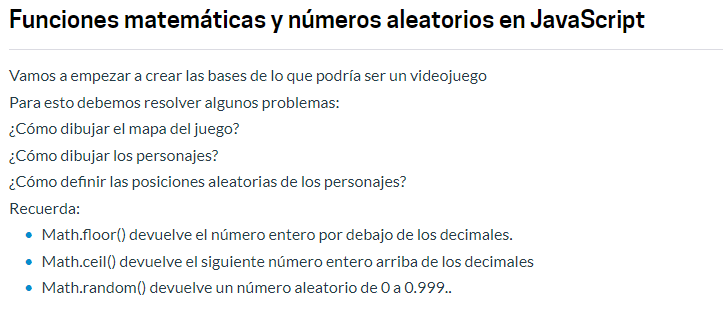 Funciones matemáticas y números aleatorios en JavaScript
Vamos a empezar a crear las bases de lo que podría ser un videojuego
Para esto debemos resolver algunos problemas:
¿Cómo dibujar el mapa del juego?
¿Cómo dibujar los personajes?
¿Cómo definir las posiciones aleatorias de los personajes?
Recuerda:
• Math.floor() devuelve el número entero por debajo de los decimales.
• Math.ceil() devuelve el siguiente número entero arriba de los decimales
• Math.random() devuelve un número aleatorio de 0 a 0.999..